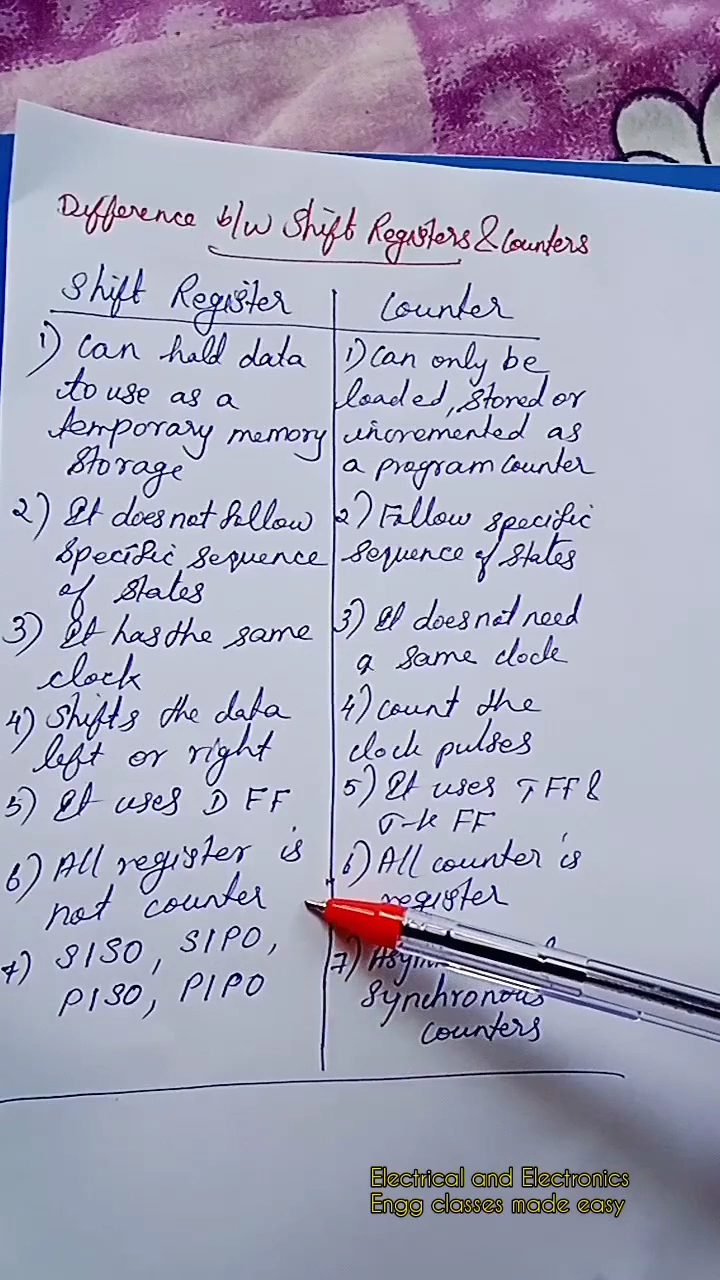 Difference b/w Shift Registers & Counters
Shift Register
1) Can hold data
to use as a
temporary memory
storage
2) It does not follow
specific sequence
of states
3) It has the same
clock
4) Shifts the data
left or right
5) It uses D FF
6) All register is
not counter
7) SISO, SIPO,
PISO, PIPO
Counter
1) Can only be
loaded, stored or
incremented as
a program counter
2) Follow specific
sequence of states
3) It does not need
a same clock
4) Count the
clock pulses
5) It uses T FF &
J-K FF
6) All counter is
register
7)
Synchronous
counters
Electrical and Electronics
Engg classes made easy